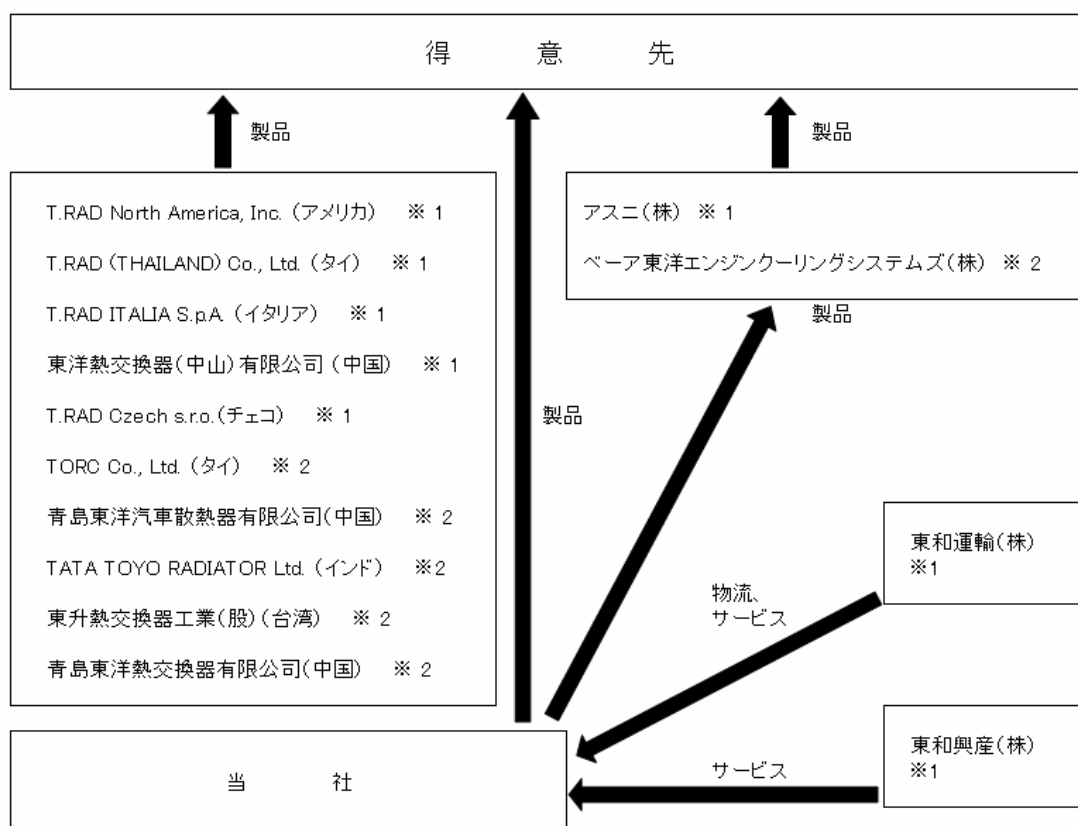 得 意 先
製品
製品
T.RAD North America, Inc. (アメリカ) ※ 1
T.RAD (THAILAND) Co., Ltd. (タイ) ※ 1
T.RAD ITALIA S.p.A. (イタリア) ※ 1
東洋熱交換器(中山)有限公司 (中国) ※ 1
T.RAD Czech s.r.o.(チェコ) ※ 1
TORC Co., Ltd. (タイ) ※ 2
青島東洋汽車散熱器有限公司(中国) ※ 2
TATA TOYO RADIATOR Ltd. (インド) ※2
東升熱交換器工業(股) (台湾) ※ 2
青島東洋熱交換器有限公司(中国) ※ 2
アスニ(株) ※ 1
ベーア東洋エンジンクーリングシステムズ(株) ※ 2
製品
製品
東和運輸(株)
※1
物流、
サービス
東和興産(株)
※1
サービス
当 社